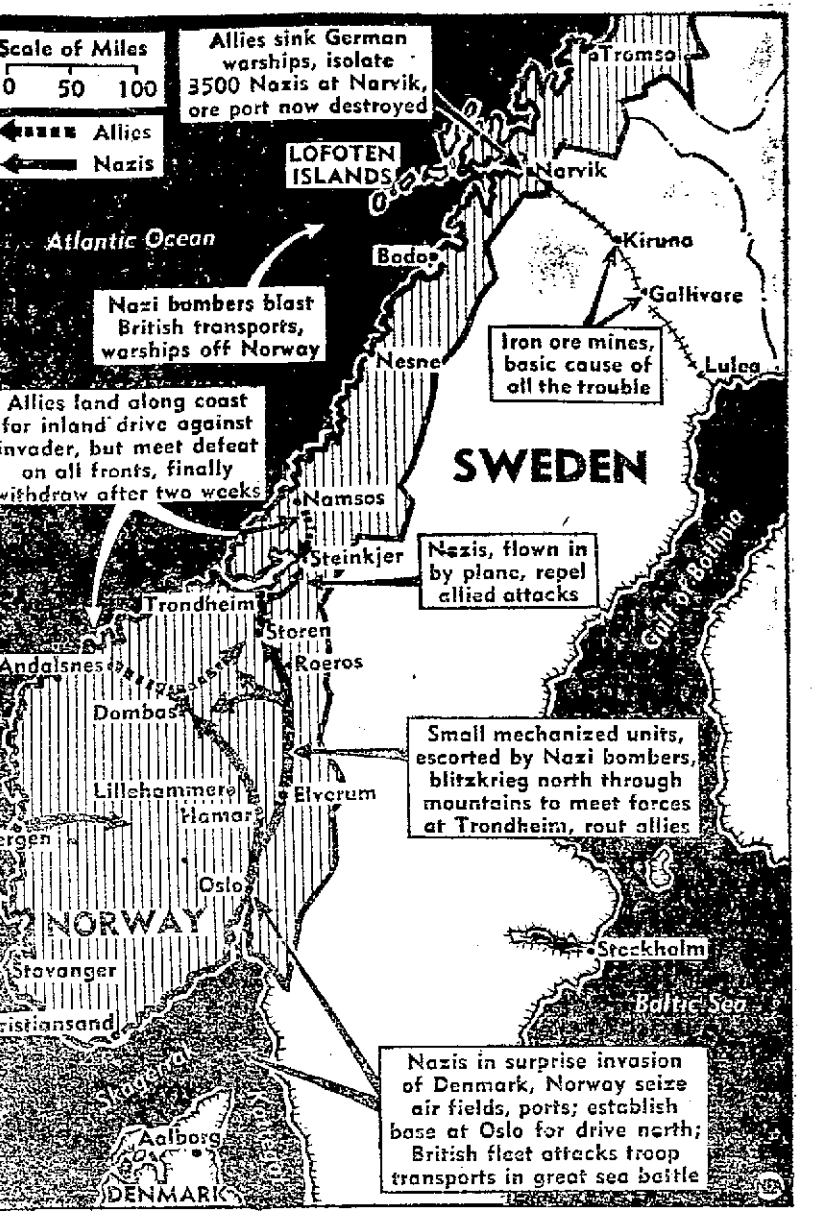 Scale of Miles
0 50 100
Allies
Nazis
Allies sink German
warships, isolate
3500 Nazis at Narvik,
ore port now destroyed
Tromso
LOFOTEN
ISLANDS
Narvik
Atlantic Ocean
Kiruna
Bodo
Gallivare
Nazi bombers blast
British transports,
warships off Norway
Iron ore mines,
basic cause of
all the trouble
Nesne
Lulea
Allies land along coast
for inland drive against
invader, but meet defeat
on all fronts, finally
withdraw after two weeks
SWEDEN
Namsos
Steinkjer
Nazis, flown in
by plane, repel
allied attacks
Gulf of Bothnia
Trondheim
Storen
Andalsnes
Roeros
Dombas
Small mechanized units,
escorted by Nazi bombers,
blitzkrieg north through
mountains to meet forces
at Trondheim, rout allies
Lillehammer
Elverum
Hamar
ergen
Oslo
NORWAY
Stockholm
Stavanger
Baltic Sea
ristiansand
Nazis in surprise invasion
of Denmark, Norway seize
air fields, ports; establish
base at Oslo for drive north;
British fleet attacks troop
transports in great sea battle
Aalborg
DENMARK
NEA